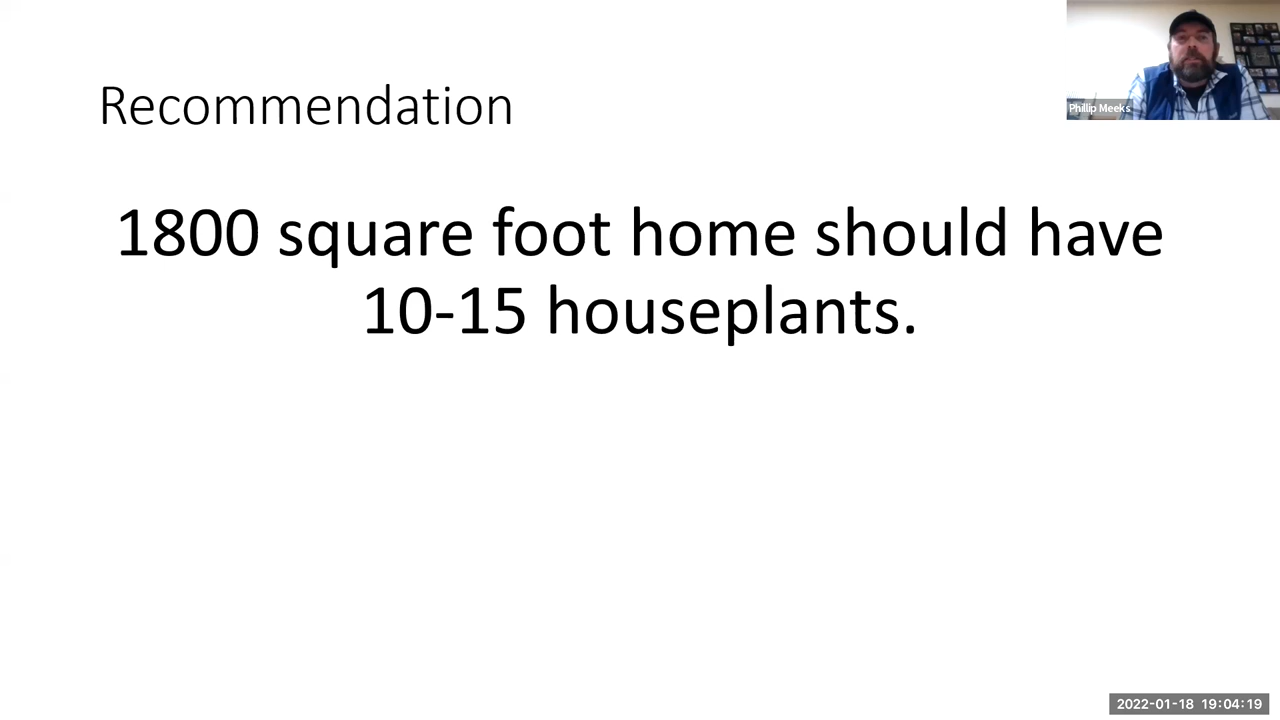 Recommendation
Phillip Meeks
1800 square foot home should have
10-15 houseplants.
2022-01-18 19:04:19